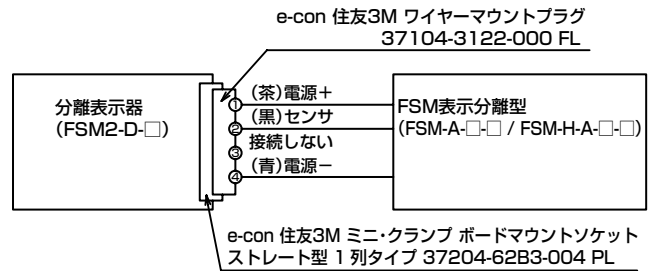 e-con 住友3M ワイヤーマウントプラグ
37104-3122-000 FL
分離表示器
(FSM2-D-□)
① (茶)電源+
② (黒)センサ
③ 接続しない
④ (青)電源−
FSM表示分離型
(FSM-A-□-□ / FSM-H-A-□-□)
e-con 住友3M ミニ・クランプ ボードマウントソケット
ストレート型 1 列タイプ 37204-62B3-004 PL